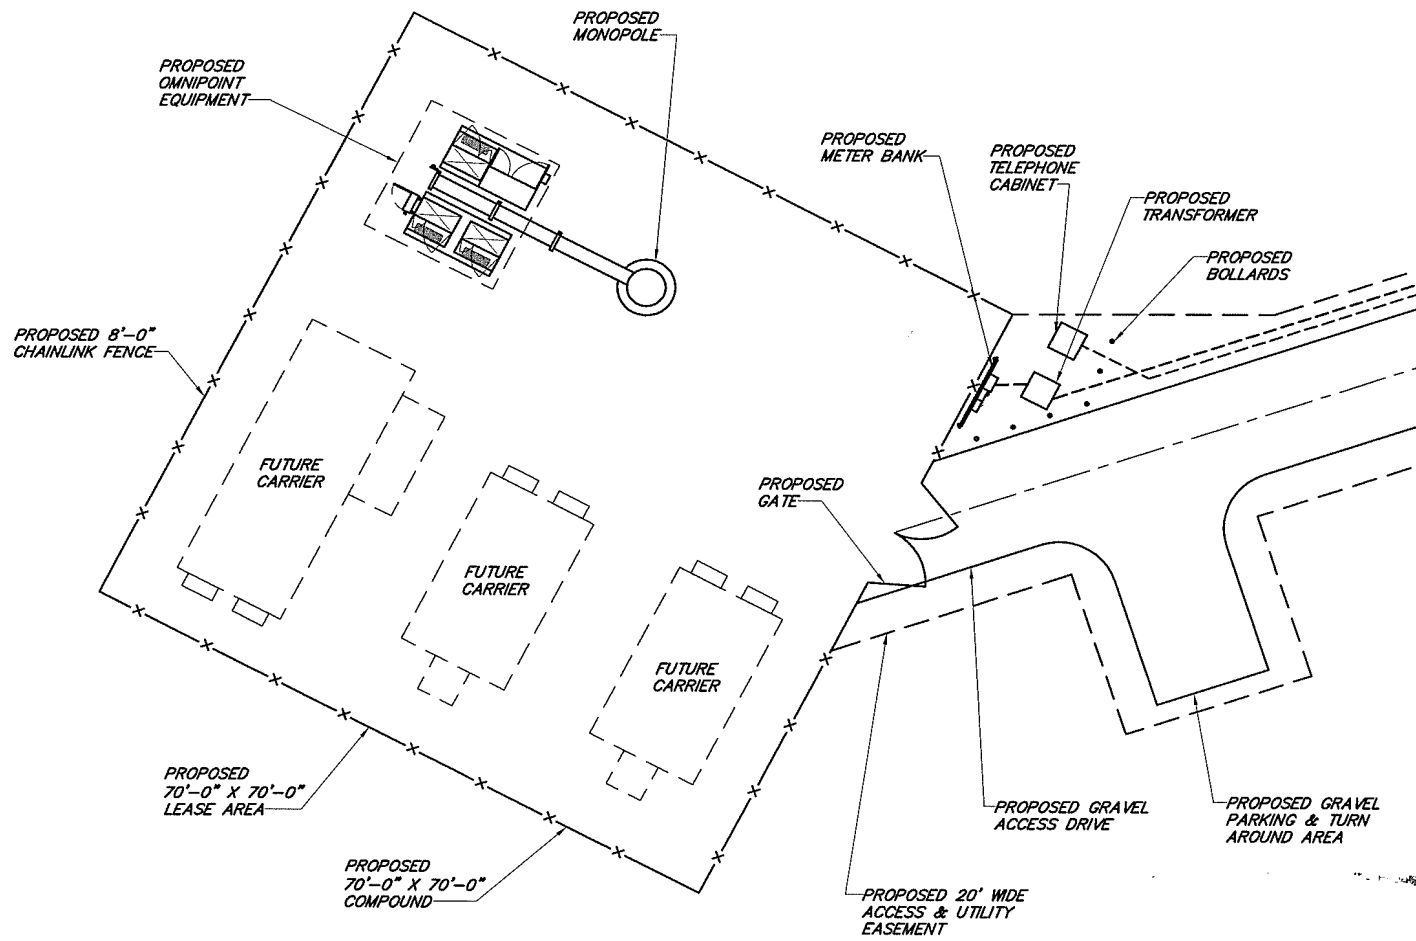 PROPOSED
MONOPOLE
PROPOSED
OMNIPOINT
EQUIPMENT
PROPOSED
METER BANK
PROPOSED
TELEPHONE
CABINET
PROPOSED
TRANSFORMER
PROPOSED
BOLLARDS
PROPOSED 8'-0"
CHAINLINK FENCE
FUTURE
CARRIER
PROPOSED
GATE
FUTURE
CARRIER
FUTURE
CARRIER
PROPOSED
70'-0" X 70'-0"
LEASE AREA
PROPOSED GRAVEL
ACCESS DRIVE
PROPOSED GRAVEL
PARKING & TURN
AROUND AREA
PROPOSED
70'-0" X 70'-0"
COMPOUND
PROPOSED 20' WIDE
ACCESS & UTILITY
EASEMENT